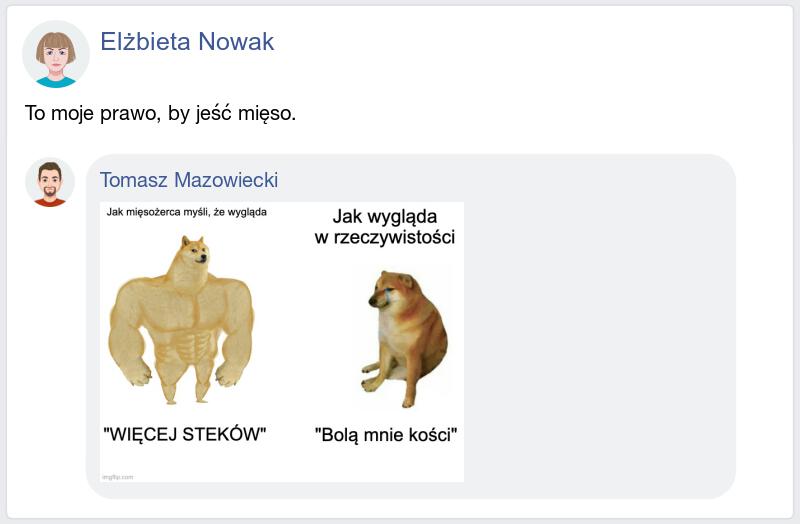 Elżbieta Nowak
To moje prawo, by jeść mięso.
Tomasz Mazowiecki
Jak mięsożerca myśli, że wygląda
Jak wygląda
w rzeczywistości
"WIĘCEJ STEKÓW"
"Bolą mnie kości"
imgflip.com